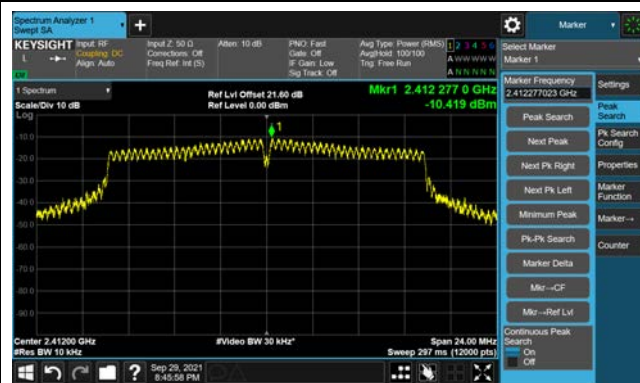 Spectrum Analyzer 1
Swept SA
+
Marker
KEYSIGHT
L
Input: RF
Coupling: DC
Align: Auto
Input Z: 50 Ω
Corrections: Off
Freq Ref: Int (S)
Atten: 10 dB
PNO: Fast
Gate: Off
IF Gain: Low
Sig Track: Off
Avg Type: Power (RMS)
Avg|Hold: 100/100
Trig: Free Run
1 2 3 4 5 6
A W W W W W
A N N N N N
Select Marker
Marker 1
1 Spectrum
Scale/Div 10 dB
Log
Ref Lvl Offset 21.60 dB
Ref Level 0.00 dBm
Mkr1 2.412 277 0 GHz
-10.419 dBm
1
-10.0
-20.0
-30.0
-40.0
-50.0
-60.0
-70.0
-80.0
-90.0
Center 2.41200 GHz
#Res BW 10 kHz
#Video BW 30 kHz*
Span 24.00 MHz
Sweep 297 ms (12000 pts)
Marker Frequency
2.412277023 GHz
Peak Search
Next Peak
Next Pk Right
Next Pk Left
Minimum Peak
Pk-Pk Search
Marker Delta
Mkr→CF
Mkr→Ref Lvl
Continuous Peak
Search
On
Off
Settings
Peak
Search
Pk Search
Config
Properties
Marker
Function
Marker→
Counter
?
Sep 29, 2021
8:45:58 PM